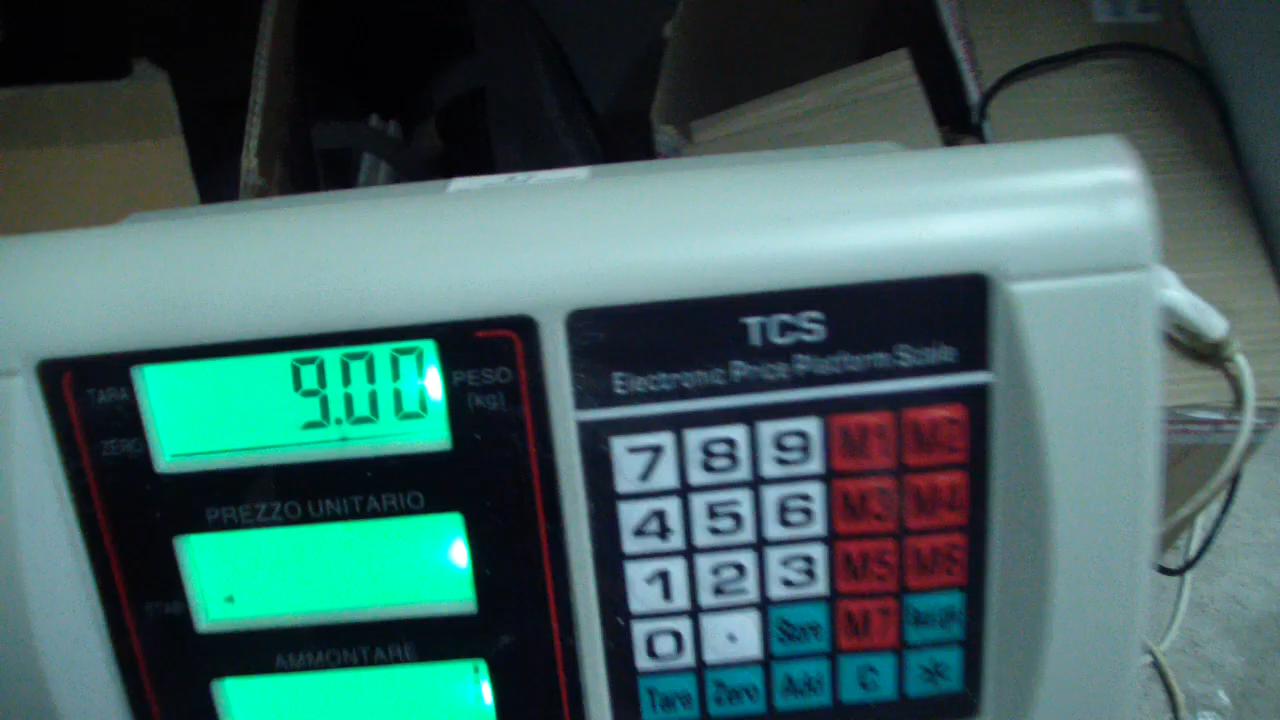 TCS
Electronic Price Platform Scale
TARA
9.00
PESO
(kg)
ZERO
PREZZO UNITARIO
AMMONTARE
7 8 9 M1 M2
4 5 6 M3 M4
1 2 3 M5 M6
0 . Store M7
Tare Zero Add C *